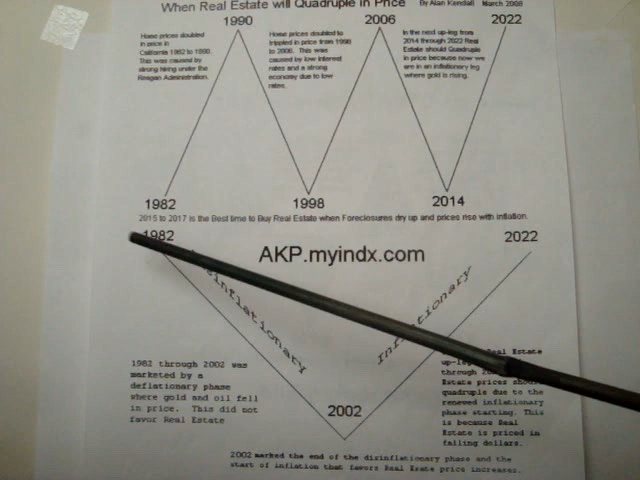 When Real Estate will Quadruple in Price By Alan Kendall March 2008
1990 2006 2022
Home prices doubled
in price in
California 1982 to 1998.
This was caused by
strong hiring under the
Reagan Administration.
Home prices doubled to
trippled in price from 1998
to 2006. This was
caused by low interest
rates and a strong
economy due to low
rates.
In the next up-leg from
2014 through 2022 Real
Estate should Quadruple
in price because now we
are in an inflationary leg
where gold is rising.
1982 1998 2014
2015 to 2017 is the Best time to Buy Real Estate when Foreclosures dry up and prices rise with inflation.
1982 2022
AKP.myindx.com
Inflationary
1982 through 2002 was
marketed by a
deflationary phase
where gold and oil fell
in price. This did not
favor Real Estate
Real Estate
through
Estate prices
quadruple due to the
renewed inflationary
phase starting. This
is because Real
Estate is priced in
falling dollars.
2002
2002 marked the end of the disinflationary phase and the
start of inflation that favors Real Esrate price increases.